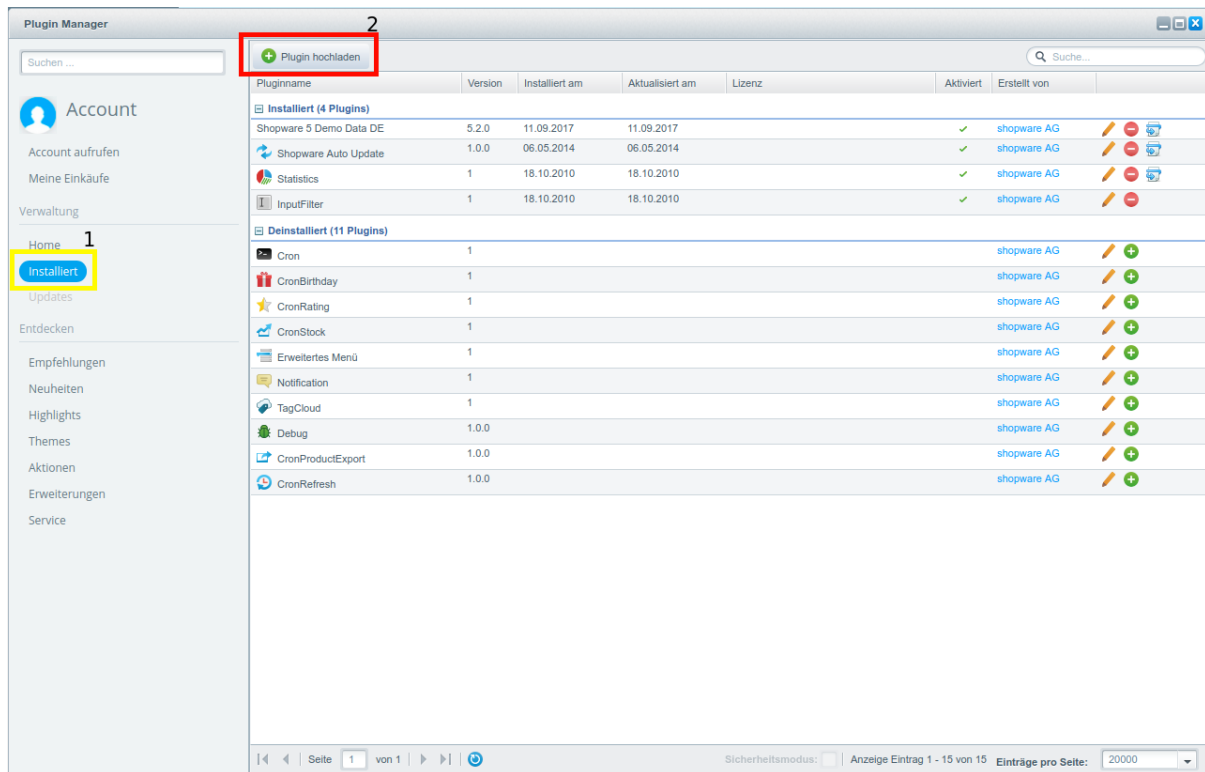 Plugin Manager
2
Suchen ...
Plugin hochladen
Suche...
Account
Account aufrufen
Meine Einkäufe
Verwaltung
Home
1
Installiert
Updates
Entdecken
Empfehlungen
Neuheiten
Highlights
Themes
Aktionen
Erweiterungen
Service
Pluginname Version Installiert am Aktualisiert am Lizenz Aktiviert Erstellt von
Installiert (4 Plugins)
Shopware 5 Demo Data DE 5.2.0 11.09.2017 11.09.2017 shopware AG
Shopware Auto Update 1.0.0 06.05.2014 06.05.2014 shopware AG
Statistics 1 18.10.2010 18.10.2010 shopware AG
InputFilter 1 18.10.2010 18.10.2010 shopware AG
Deinstalliert (11 Plugins)
Cron 1 shopware AG
CronBirthday 1 shopware AG
CronRating 1 shopware AG
CronStock 1 shopware AG
Erweitertes Menü 1 shopware AG
Notification 1 shopware AG
TagCloud 1 shopware AG
Debug 1.0.0 shopware AG
CronProductExport 1.0.0 shopware AG
CronRefresh 1.0.0 shopware AG
Seite 1 von 1 Sicherheitsmodus: Anzeige Eintrag 1 - 15 von 15 Einträge pro Seite: 20000